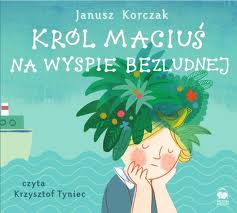 Janusz Korczak
KRÓL MACIUŚ
NA WYSPIE BEZLUDNEJ
czyta
Krzysztof Tyniec